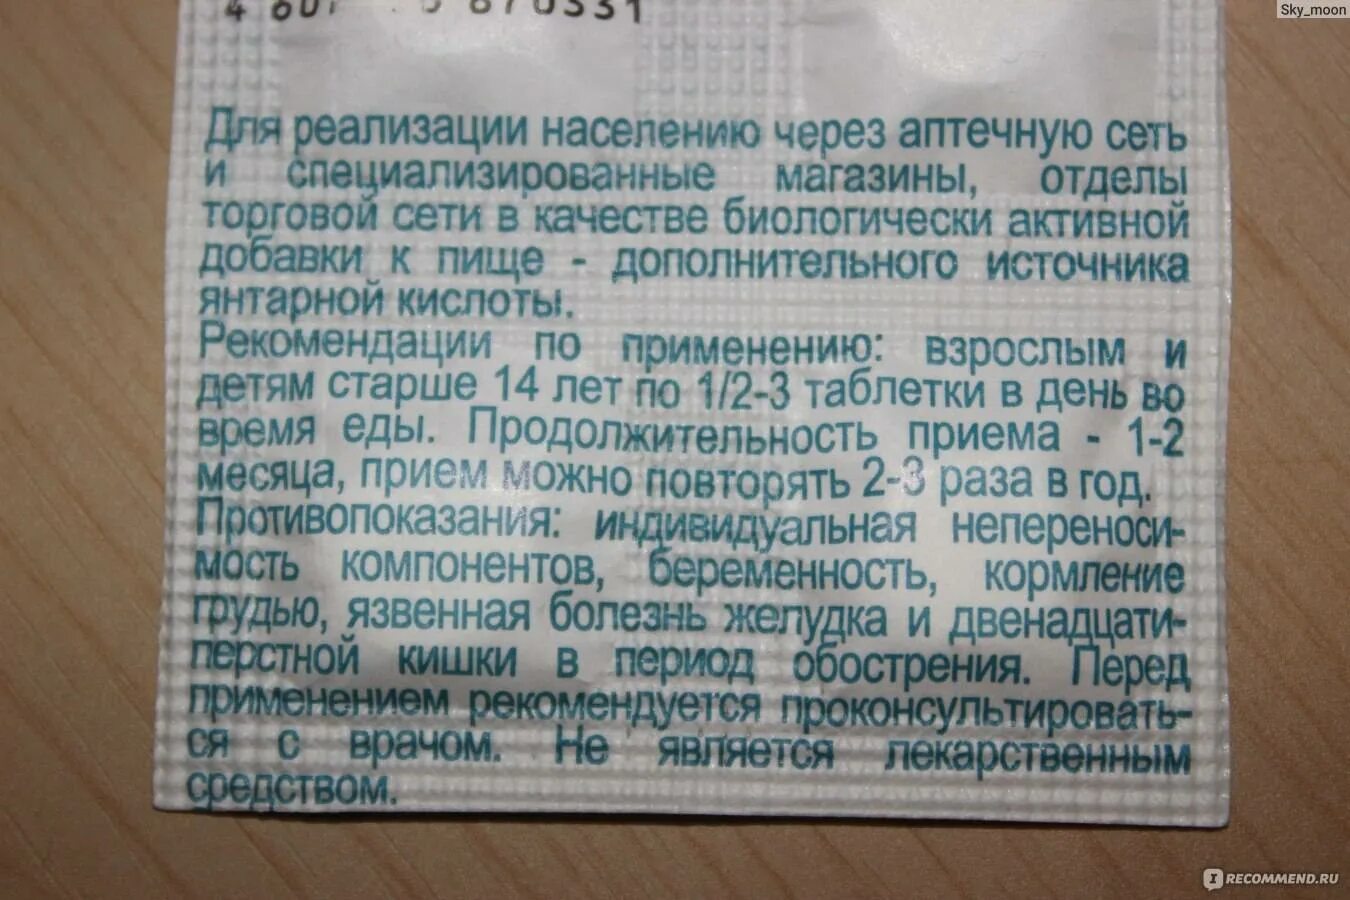 Sky_moon
Для реализации населению через аптечную сеть
и специализированные магазины, отделы
торговой сети в качестве биологически активной
добавки к пище - дополнительного источника
янтарной кислоты.
Рекомендации по применению: взрослым и
детям старше 14 лет по 1/2-3 таблетки в день во
время еды. Продолжительность приема - 1-2
месяца, прием можно повторять 2-3 раза в год.
Противопоказания: индивидуальная непереноси-
мость компонентов, беременность, кормление
грудью, язвенная болезнь желудка и двенадцати-
перстной кишки в период обострения. Перед
применением рекомендуется проконсультировать-
ся с врачом. Не является лекарственным
средством.
IRECOMMEND.RU